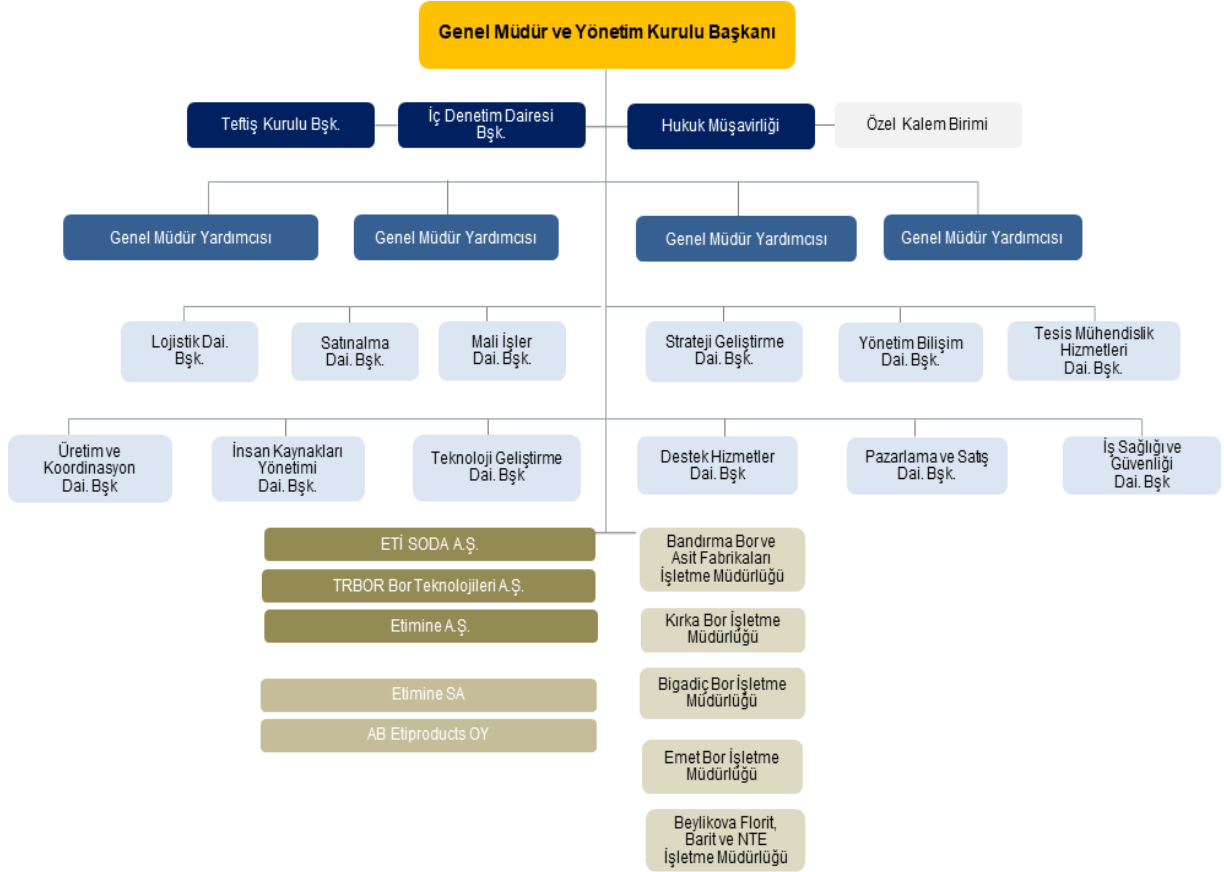 Genel Müdür ve Yönetim Kurulu Başkanı
Teftiş Kurulu Bşk.
İç Denetim Dairesi
Bşk.
Hukuk Müşavirliği
Özel Kalem Birimi
Genel Müdür Yardımcısı
Genel Müdür Yardımcısı
Genel Müdür Yardımcısı
Genel Müdür Yardımcısı
Lojistik Dai.
Bşk.
Satınalma
Dai. Bşk.
Mali İşler
Dai. Bşk.
Strateji Geliştirme
Dai. Bşk.
Yönetim Bilişim
Dai. Bşk.
Tesis Mühendislik
Hizmetleri
Dai. Bşk.
Üretim ve
Koordinasyon
Dai. Bşk
İnsan Kaynakları
Yönetimi
Dai. Bşk.
Teknoloji Geliştirme
Dai. Bşk
Destek Hizmetler
Dai. Bşk
Pazarlama ve Satış
Dai. Bşk.
İş Sağlığı ve
Güvenliği
Dai. Bşk
ETİ SODA A.Ş.
TRBOR Bor Teknolojileri A.Ş.
Etimine A.Ş.
Etimine SA
AB Etiproducts OY
Bandırma Bor ve
Asit Fabrikaları
İşletme Müdürlüğü
Kırka Bor İşletme
Müdürlüğü
Bigadiç Bor İşletme
Müdürlüğü
Emet Bor İşletme
Müdürlüğü
Beylikova Florit,
Barit ve NTE
İşletme Müdürlüğü